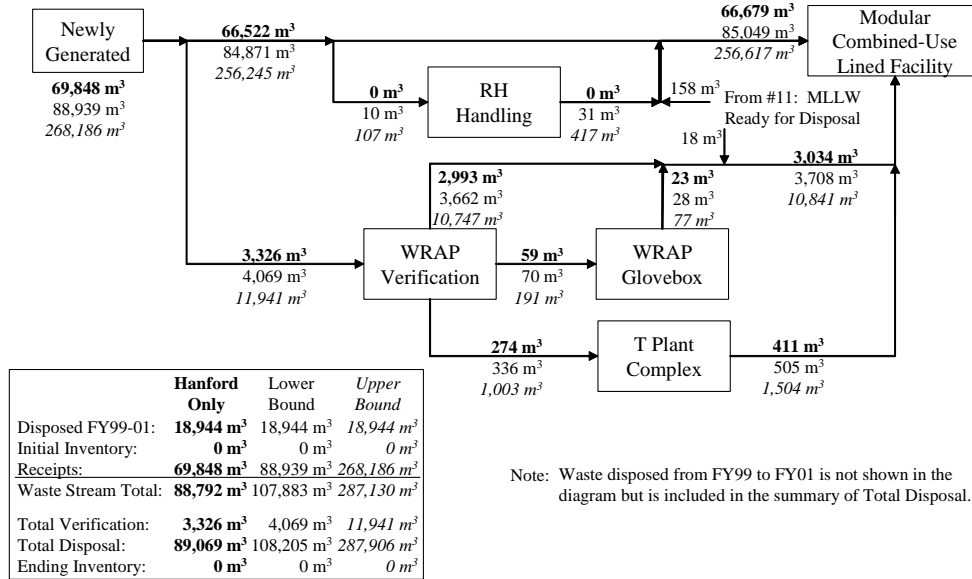 Newly
Generated
69,848 m³
88,939 m³
268,186 m³
66,522 m³
84,871 m³
256,245 m³
0 m³
10 m³
107 m³
RH
Handling
0 m³
31 m³
417 m³
66,679 m³
85,049 m³
256,617 m³
Modular
Combined-Use
Lined Facility
158 m³
From #11: MLLW
Ready for Disposal
18 m³
3,034 m³
3,708 m³
10,841 m³
2,993 m³
3,662 m³
10,747 m³
23 m³
28 m³
77 m³
3,326 m³
4,069 m³
11,941 m³
WRAP
Verification
59 m³
70 m³
191 m³
WRAP
Glovebox
274 m³
336 m³
1,003 m³
T Plant
Complex
411 m³
505 m³
1,504 m³
Hanford Lower Upper
Only Bound Bound
Disposed FY99-01: 18,944 m³ 18,944 m³ 18,944 m³
Initial Inventory: 0 m³ 0 m³ 0 m³
Receipts: 69,848 m³ 88,939 m³ 268,186 m³
Waste Stream Total: 88,792 m³ 107,883 m³ 287,130 m³
Total Verification: 3,326 m³ 4,069 m³ 11,941 m³
Total Disposal: 89,069 m³ 108,205 m³ 287,906 m³
Ending Inventory: 0 m³ 0 m³ 0 m³
Note: Waste disposed from FY99 to FY01 is not shown in the
diagram but is included in the summary of Total Disposal.